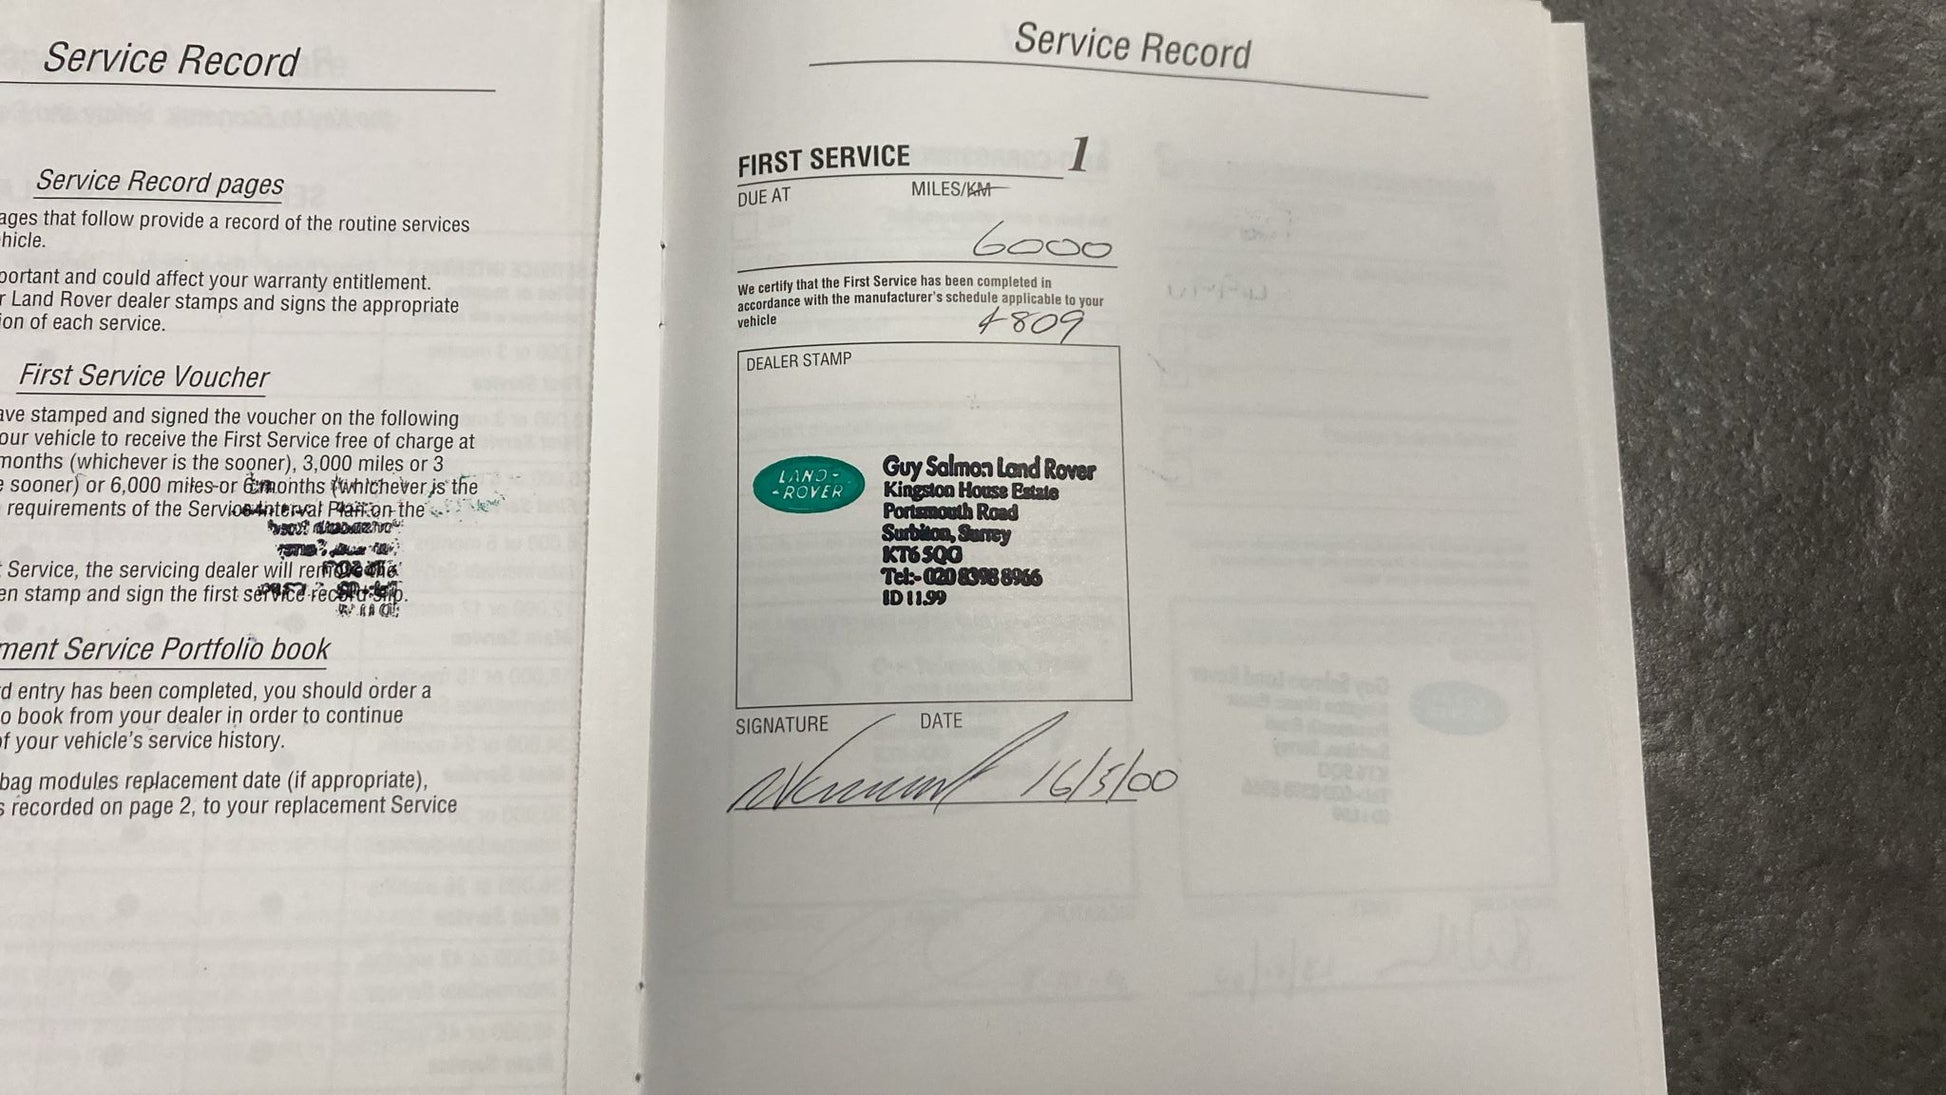 Service Record
Service Record pages
ages that follow provide a record of the routine services
hicle.
portant and could affect your warranty entitlement.
r Land Rover dealer stamps and signs the appropriate
ion of each service.
First Service Voucher
ave stamped and signed the voucher on the following
our vehicle to receive the First Service free of charge at
months (whichever is the sooner), 3,000 miles or 3
e sooner) or 6,000 miles or 6 months (whichever is the
requirements of the Service Interval Plan on the
t Service, the servicing dealer will remove the
en stamp and sign the first service record slip.
ment Service Portfolio book
rd entry has been completed, you should order a
o book from your dealer in order to continue
of your vehicle's service history.
bag modules replacement date (if appropriate),
s recorded on page 2, to your replacement Service
Service Record
FIRST SERVICE 1
DUE AT MILES/KM
6000
We certify that the First Service has been completed in
accordance with the manufacturer's schedule applicable to your
vehicle
4809
DEALER STAMP
LAND-
-ROVER
Guy Salmon Land Rover
Kingston House Estate
Portsmouth Road
Surbiton, Surrey
KT6 5QG
Tel:- 020 8398 8966
ID 11.99
SIGNATURE DATE
16/5/00